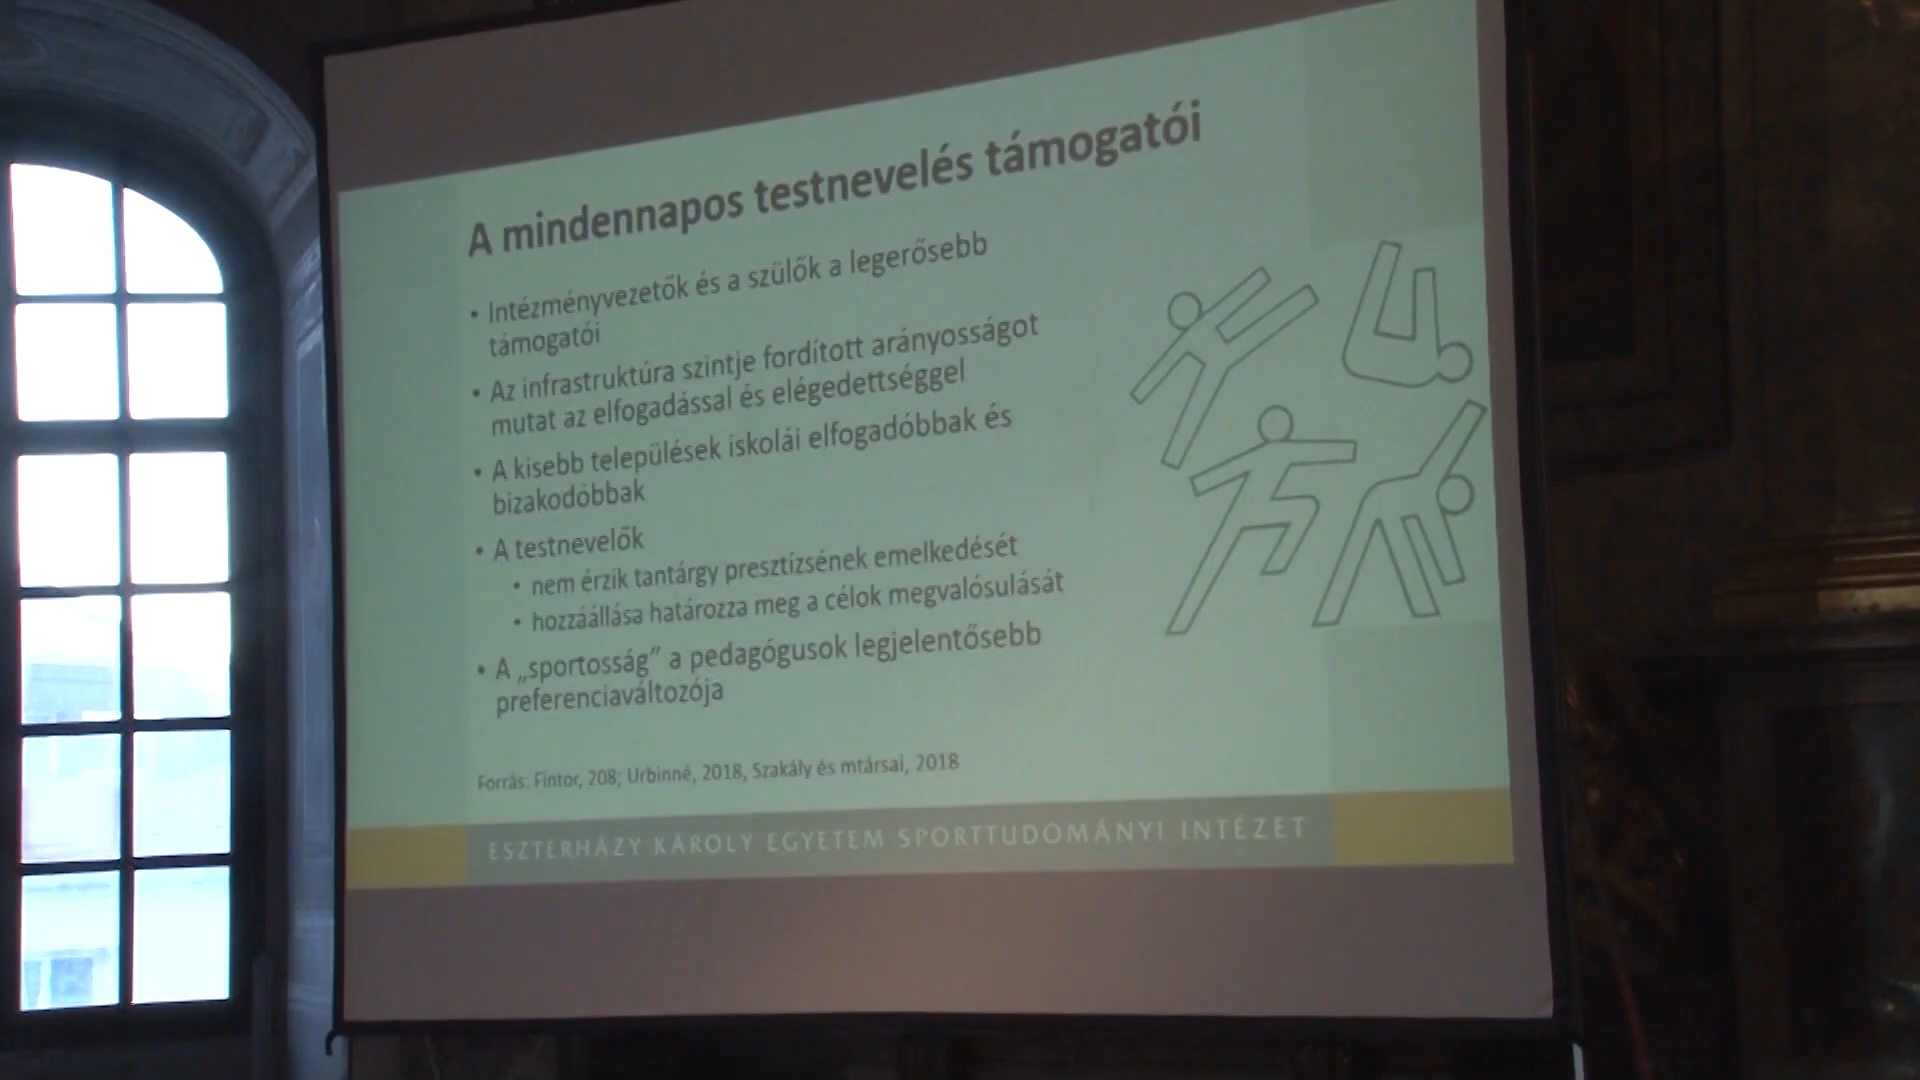 A mindennapos testnevelés támogatói
• Intézményvezetők és a szülők a legerősebb
támogatói
• Az infrastruktúra szintje fordított arányosságot
mutat az elfogadással és elégedettséggel
• A kisebb települések iskolái elfogadóbbak és
bizakodóbbak
• A testnevelők
• nem érzik tantárgy presztízsének emelkedését
• hozzáállása határozza meg a célok megvalósulását
• A „sportosság” a pedagógusok legjelentősebb
preferenciaváltozója
Forrás: Fintor, 208; Urbinné, 2018, Szakály és mtársai, 2018
ESZTERHÁZY KÁROLY EGYETEM SPORTTUDOMÁNYI INTÉZET